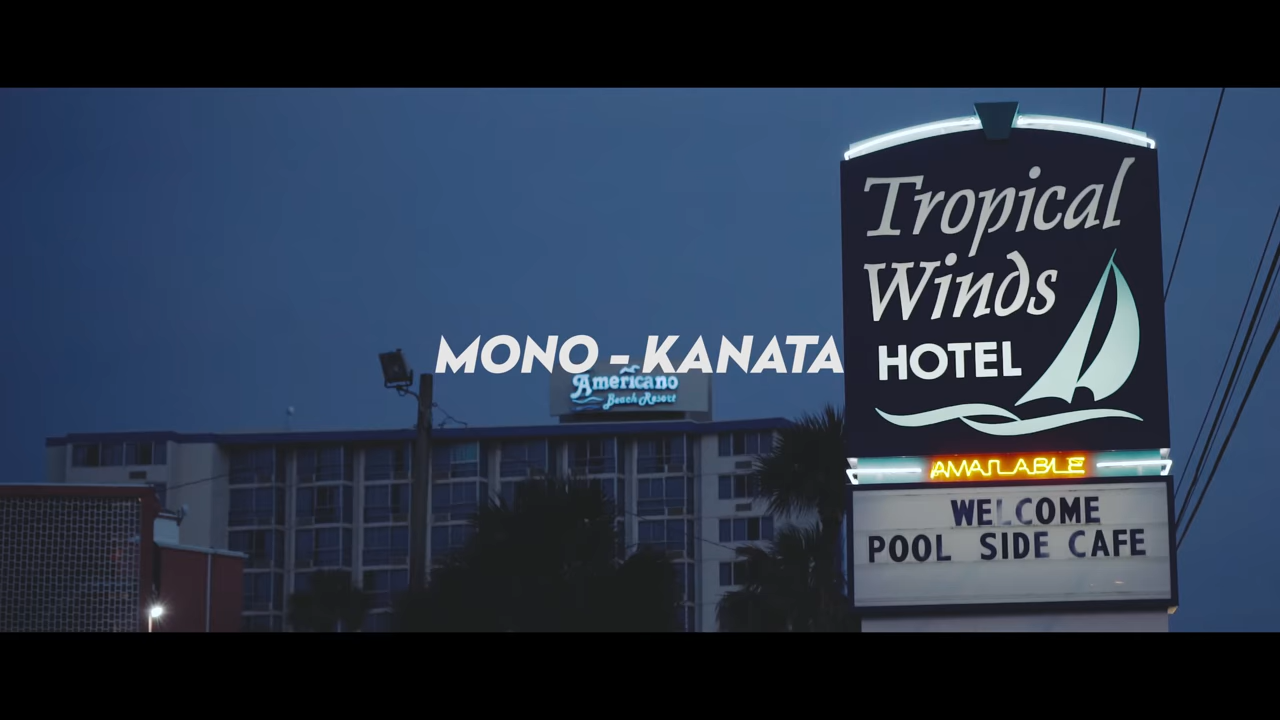 MONO - KANATA
Americano
Beach Resort
Tropical
Winds
HOTEL
AVAILABLE
WELCOME
POOL SIDE CAFE